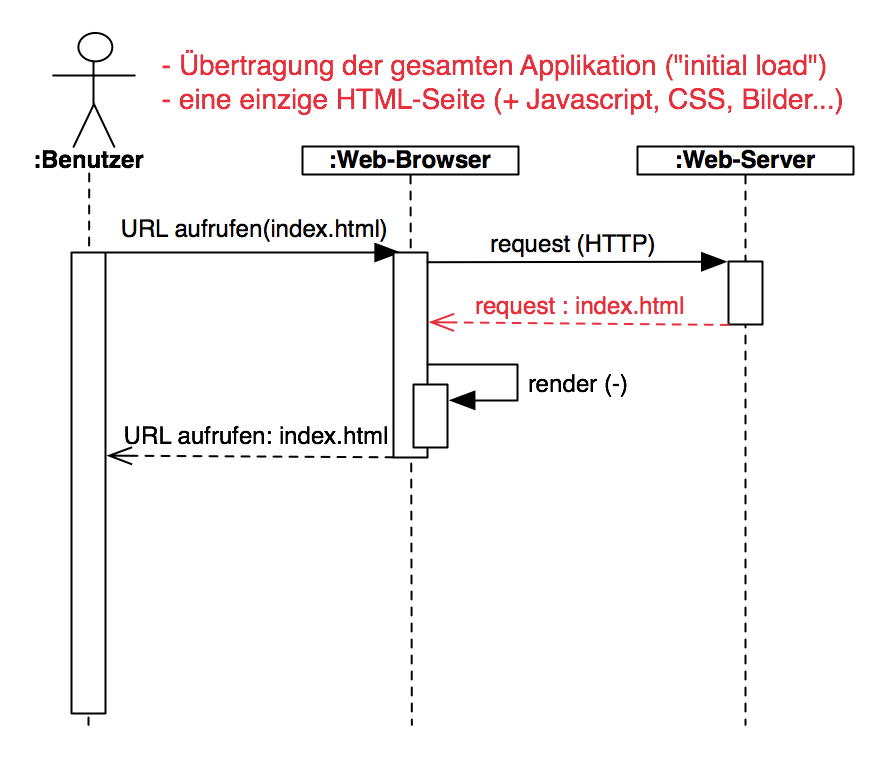 - Übertragung der gesamten Applikation ("initial load")
- eine einzige HTML-Seite (+ Javascript, CSS, Bilder...)
:Benutzer
:Web-Browser
:Web-Server
URL aufrufen(index.html)
request (HTTP)
request : index.html
render (-)
URL aufrufen: index.html